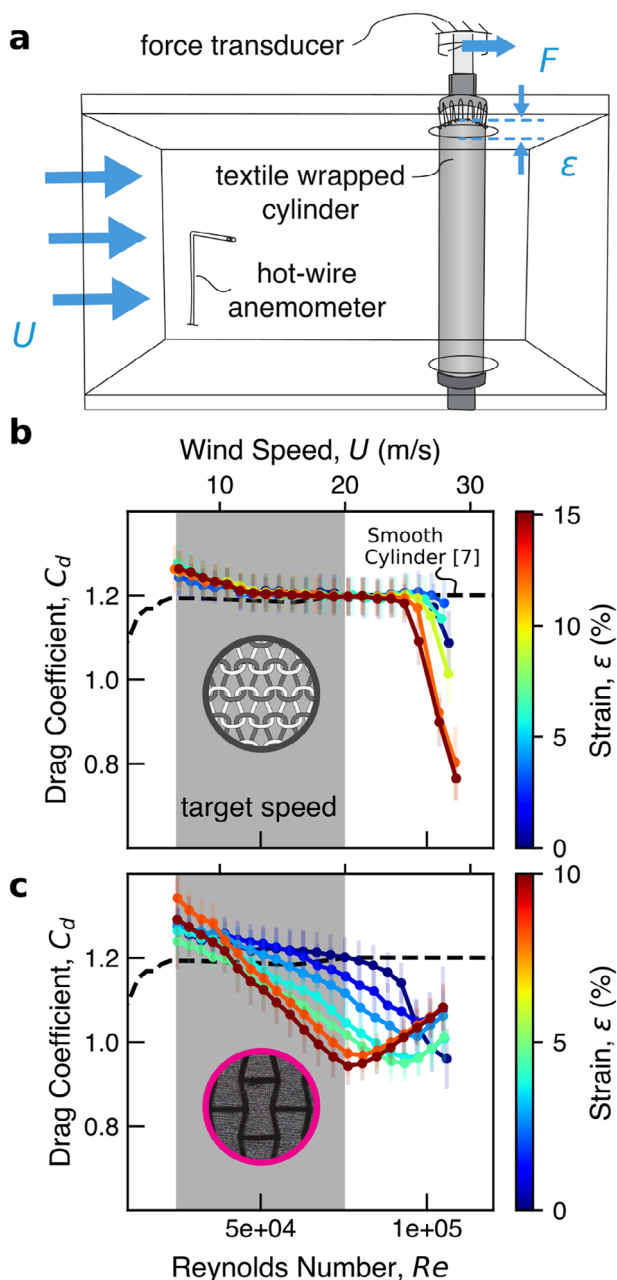 a
force transducer
F
ε
textile wrapped
cylinder
hot-wire
anemometer
U
b
Wind Speed, U (m/s)
10 20 30
Smooth
Cylinder [7]
Drag Coefficient, Cd
1.2
1.0
0.8
target speed
15
10
5
0
Strain, ε (%)
c
Drag Coefficient, Cd
1.2
1.0
0.8
10
5
0
Strain, ε (%)
5e+04 1e+05
Reynolds Number, Re